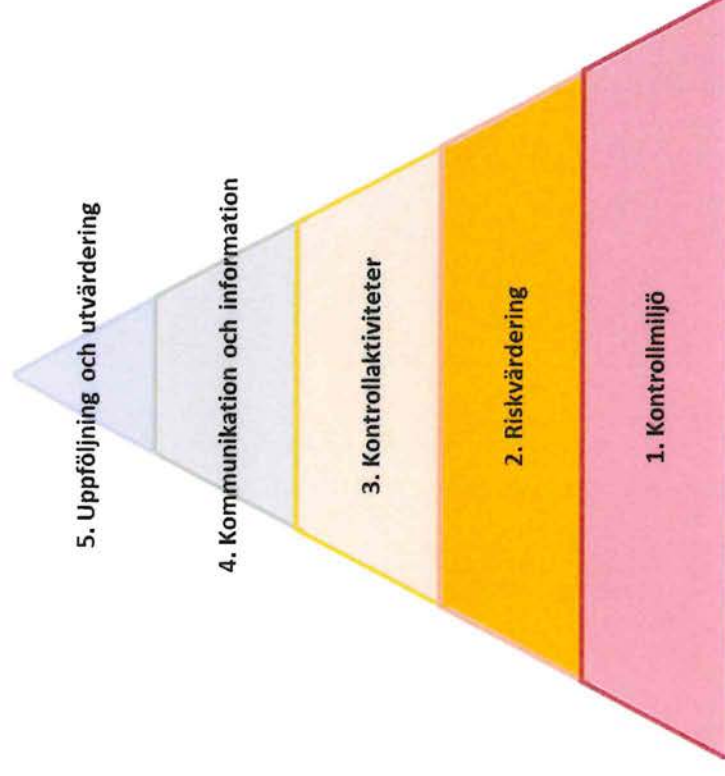 5. Uppföljning och utvärdering
4. Kommunikation och information
3. Kontrollaktiviteter
2. Riskvärdering
1. Kontrollmiljö